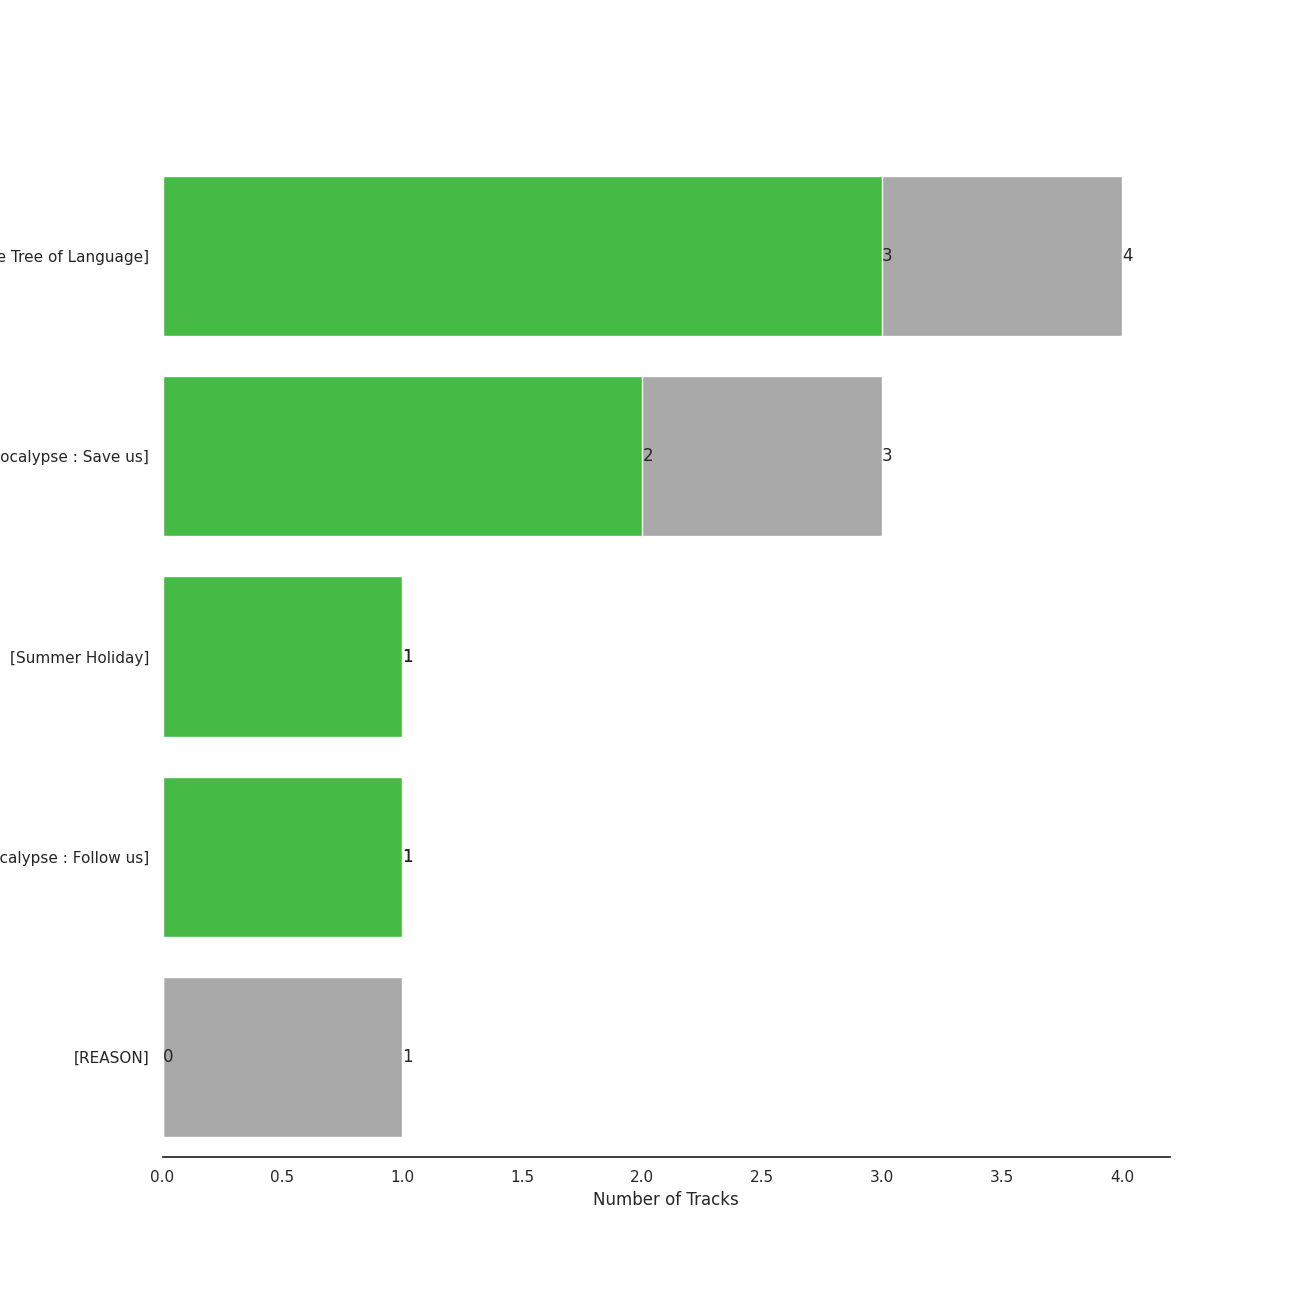 e Tree of Language]
3
4
ocalypse : Save us]
2
3
[Summer Holiday]
1
calypse : Follow us]
1
[REASON]
0
1
0.0 0.5 1.0 1.5 2.0 2.5 3.0 3.5 4.0
Number of Tracks